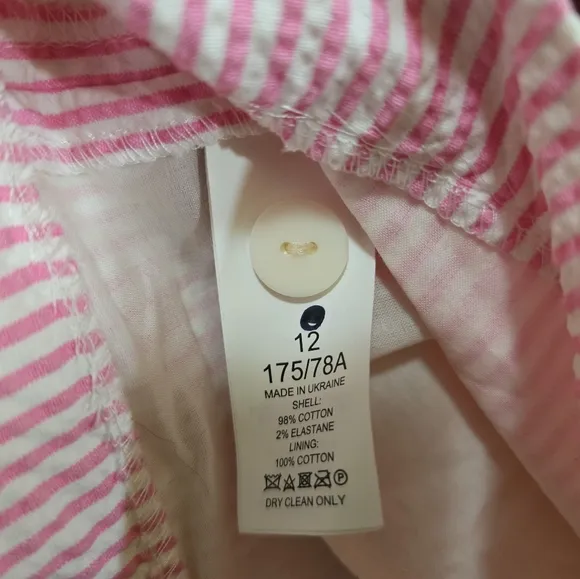 12
175/78A
MADE IN UKRAINE
SHELL:
98% COTTON
2% ELASTANE
LINING:
100% COTTON
P
DRY CLEAN ONLY